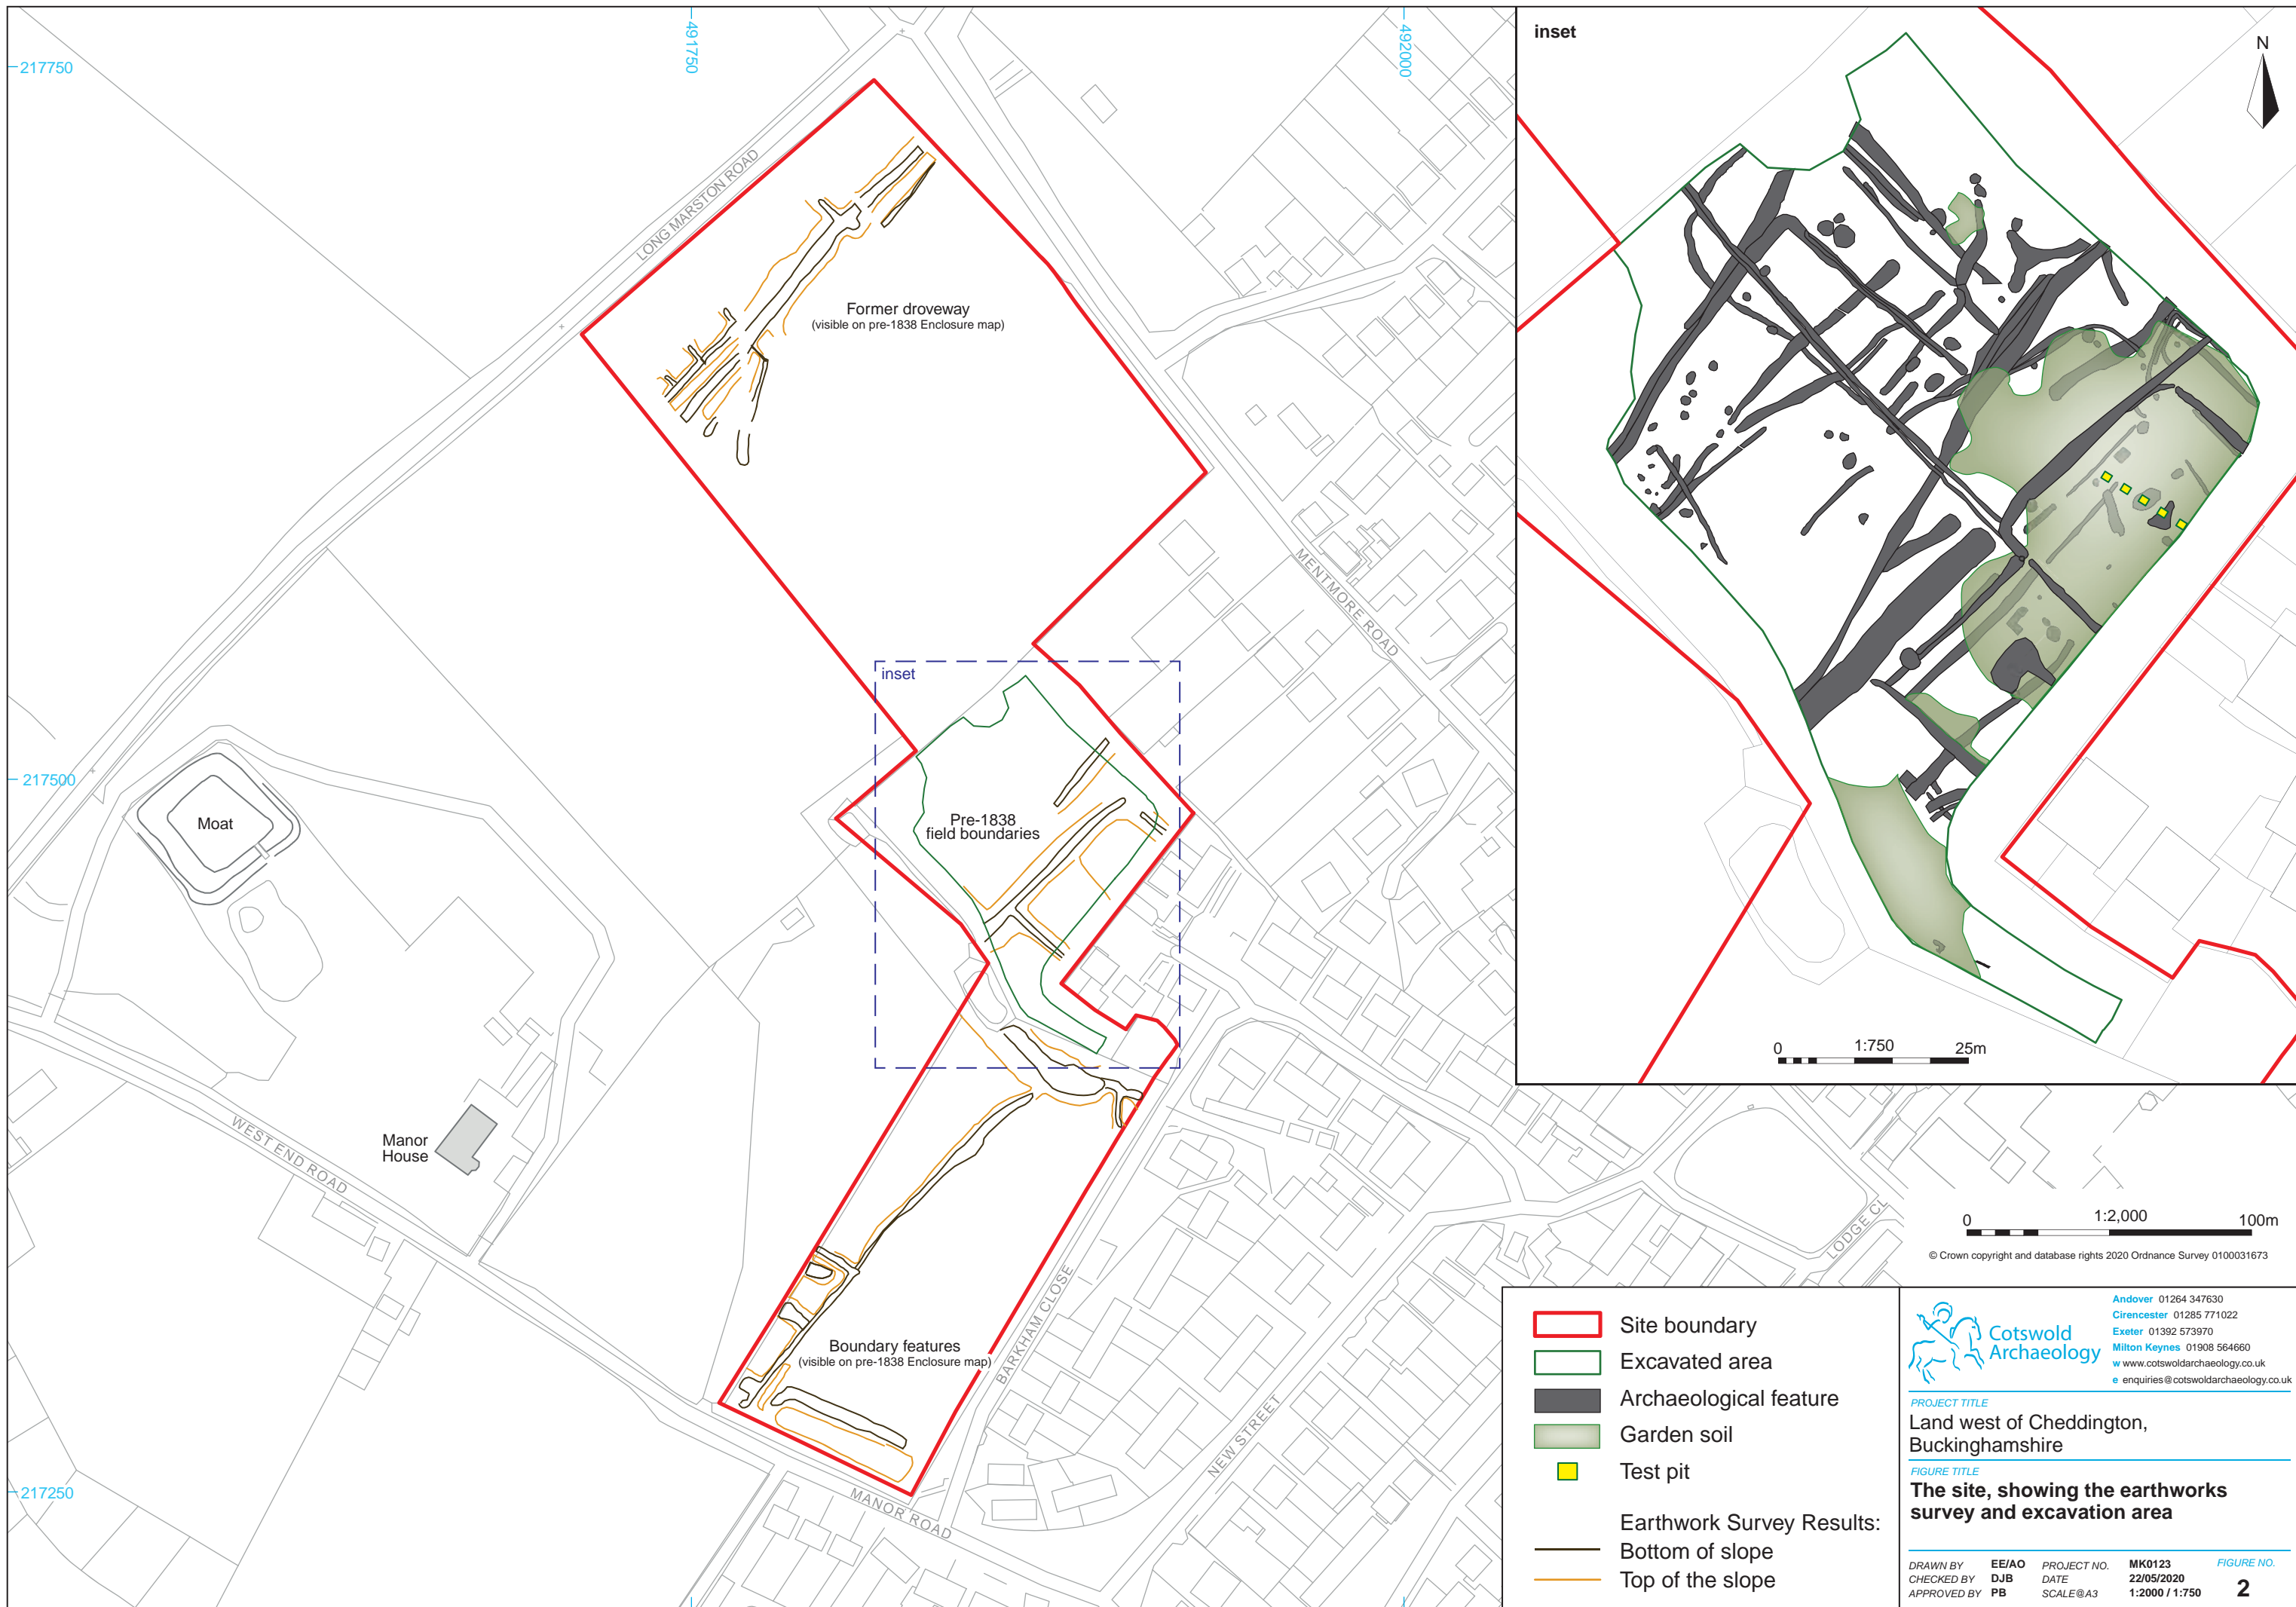 217750
491750
492000
inset
N
LONG MARSTON ROAD
Former droveway
(visible on pre-1838 Enclosure map)
MENTMORE ROAD
inset
217500
Moat
Pre-1838
field boundaries
0
1:750
25m
WEST END ROAD
Manor
House
LODGE CL
0
1:2,000
100m
© Crown copyright and database rights 2020 Ordnance Survey 0100031673
Boundary features
(visible on pre-1838 Enclosure map)
BARKHAM CLOSE
NEW STREET
217250
MANOR ROAD
Site boundary
Excavated area
Archaeological feature
Garden soil
Test pit
Earthwork Survey Results:
Bottom of slope
Top of the slope
Cotswold
Archaeology
Andover 01264 347630
Cirencester 01285 771022
Exeter 01392 573970
Milton Keynes 01908 564660
w www.cotswoldarchaeology.co.uk
e enquiries@cotswoldarchaeology.co.uk
PROJECT TITLE
Land west of Cheddington,
Buckinghamshire
FIGURE TITLE
The site, showing the earthworks
survey and excavation area
DRAWN BY EE/AO PROJECT NO. MK0123 FIGURE NO.
CHECKED BY DJB DATE 22/05/2020
APPROVED BY PB SCALE@A3 1:2000 / 1:750 2